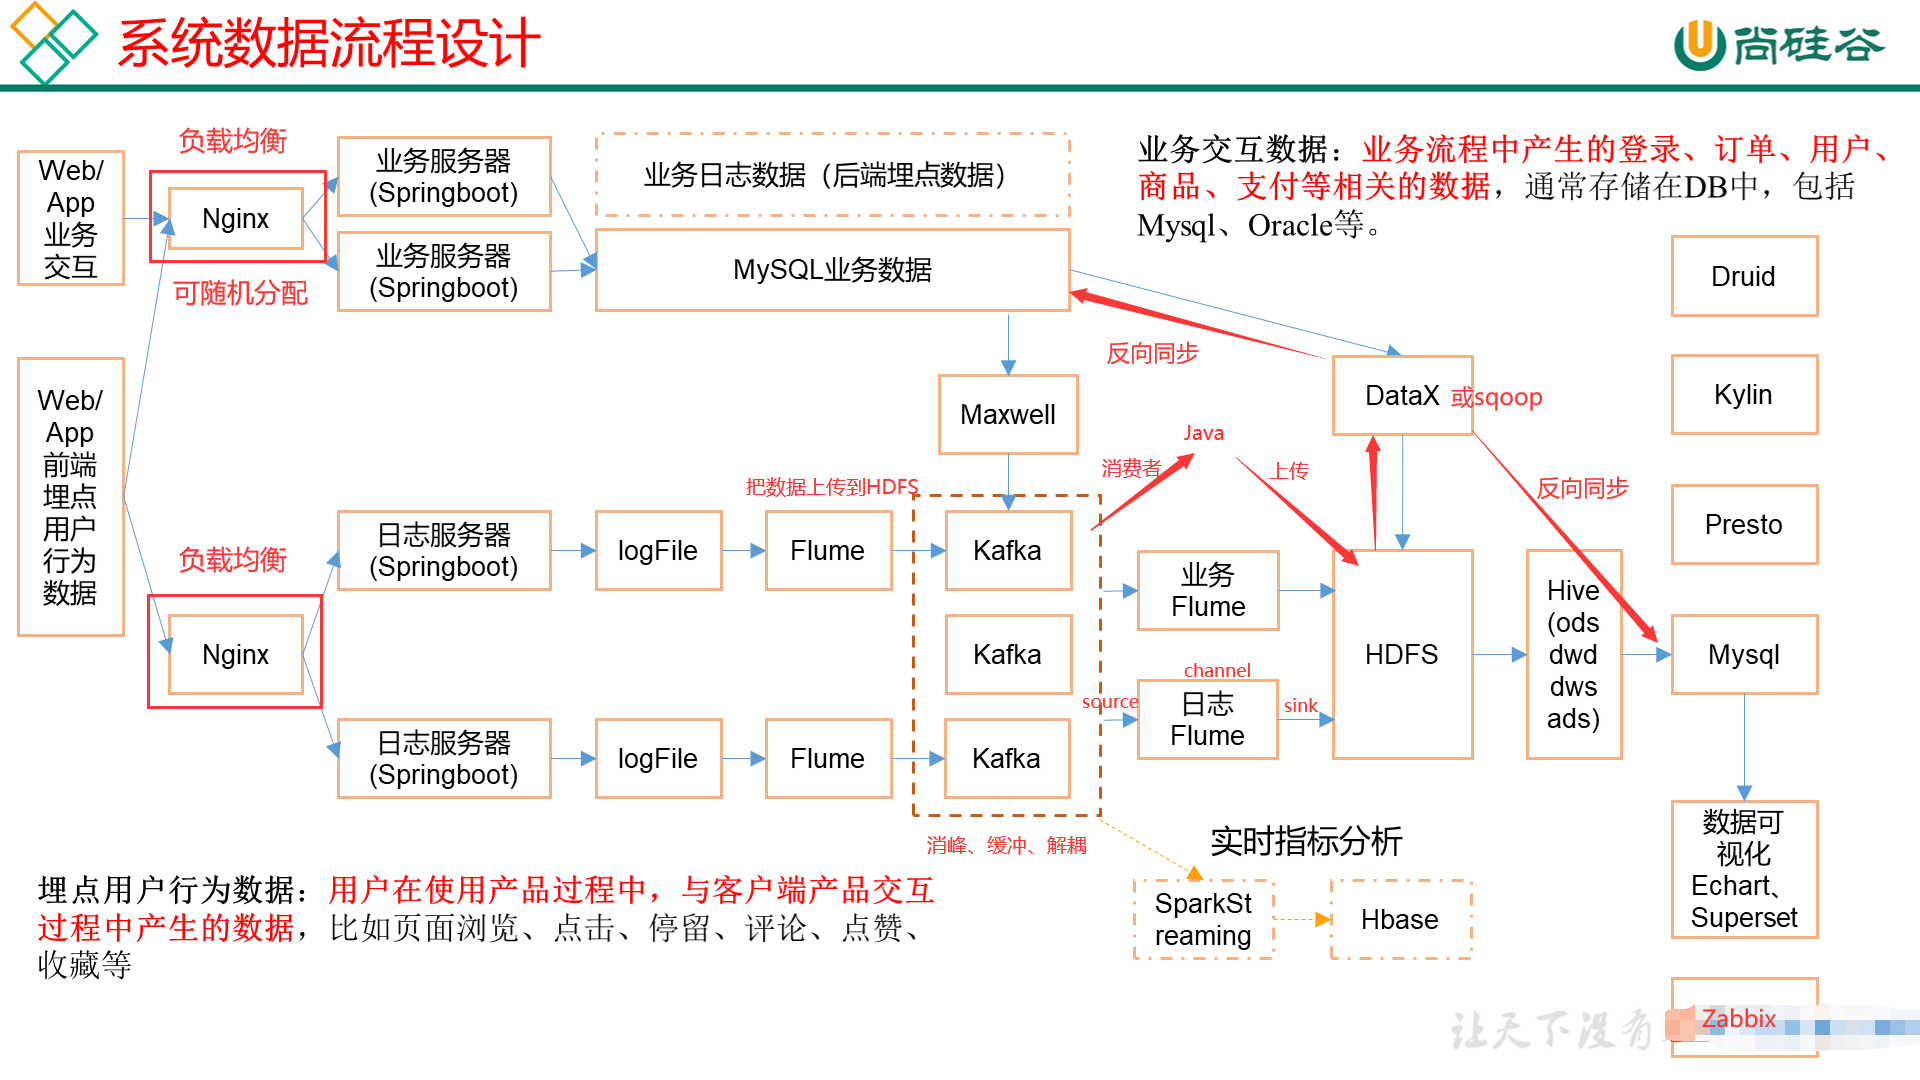 系统数据流程设计
尚硅谷
负载均衡
Web/
App
业务
交互
Nginx
可随机分配
业务服务器
(Springboot)
业务服务器
(Springboot)
业务日志数据（后端埋点数据）
MySQL业务数据
业务交互数据：业务流程中产生的登录、订单、用户、
商品、支付等相关的数据，通常存储在DB中，包括
Mysql、Oracle等。
Druid
反向同步
DataX
或sqoop
Kylin
Web/
App
前端
埋点
用户
行为
数据
Maxwell
Java
消费者
上传
反向同步
把数据上传到HDFS
负载均衡
Nginx
日志服务器
(Springboot)
logFile
Flume
Kafka
Kafka
业务
Flume
channel
source
日志
Flume
sink
HDFS
Hive
(ods
dwd
dws
ads)
Presto
Mysql
日志服务器
(Springboot)
logFile
Flume
Kafka
消峰、缓冲、解耦
实时指标分析
SparkSt
reaming
Hbase
数据可
视化
Echart、
Superset
埋点用户行为数据：用户在使用产品过程中，与客户端产品交互
过程中产生的数据，比如页面浏览、点击、停留、评论、点赞、
收藏等
让天下没有
Zabbix